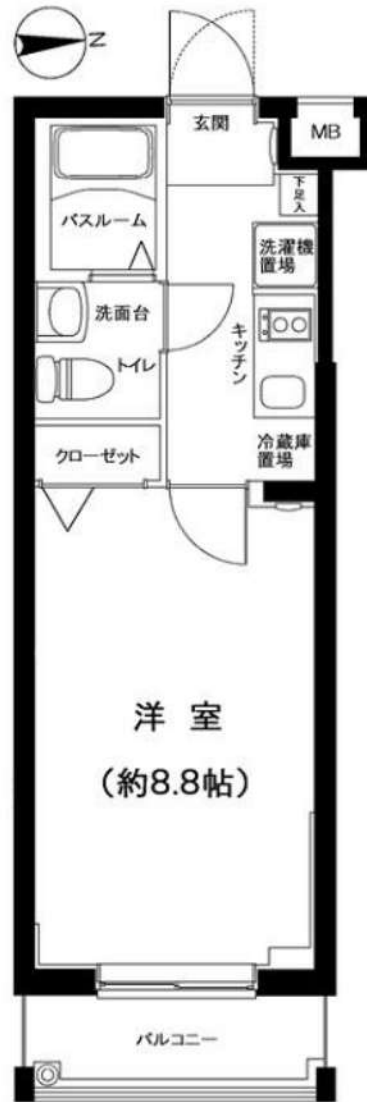 N
玄関
MB
下足入
バスルーム
洗濯機
置場
洗面台
キッチン
トイレ
クローゼット
冷蔵庫
置場
洋 室
(約8.8帖)
バルコニー